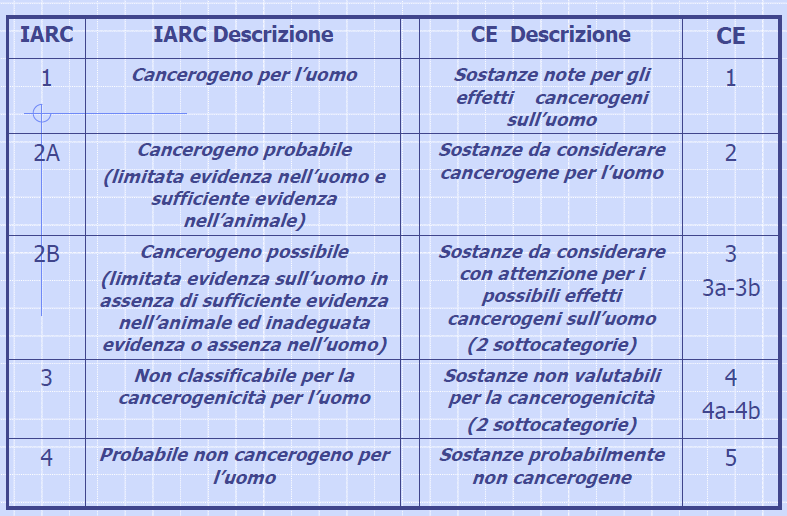 IARC IARC Descrizione CE Descrizione CE
1 Cancerogeno per l'uomo Sostanze note per gli effetti cancerogeni sull'uomo 1
2A Cancerogeno probabile
(limitata evidenza nell'uomo e
sufficiente evidenza
nell'animale)
Sostanze da considerare
cancerogene per l'uomo
2
2B
Cancerogeno possibile
(limitata evidenza sull'uomo in
assenza di sufficiente evidenza
nell'animale ed inadeguata
evidenza o assenza nell'uomo)
Sostanze da considerare
con attenzione per i
possibili effetti
cancerogeni sull'uomo
(2 sottocategorie)
3
3a-3b
3
Non classificabile per la
cancerogenicità per l'uomo
Sostanze non valutabili
per la cancerogenicità
(2 sottocategorie)
4
4a-4b
4
Probabile non cancerogeno per
l'uomo
Sostanze probabilmente
non cancerogene
5